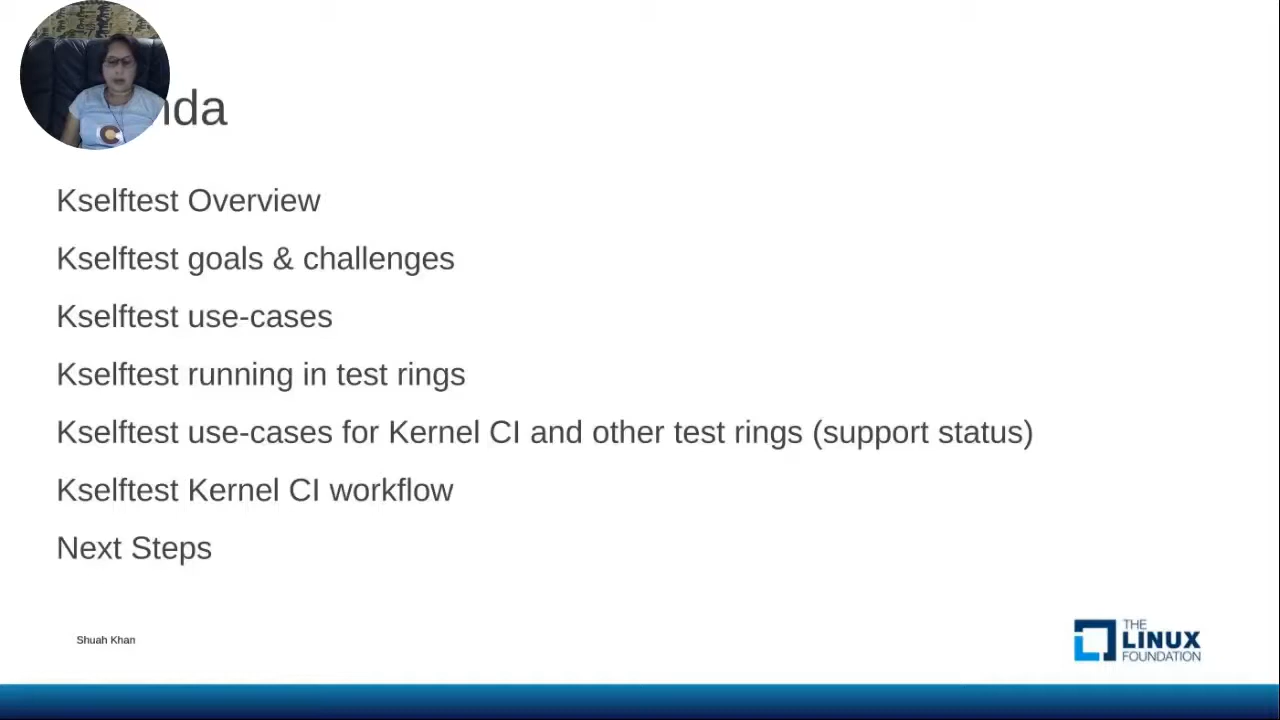 nda
Kselftest Overview
Kselftest goals & challenges
Kselftest use-cases
Kselftest running in test rings
Kselftest use-cases for Kernel CI and other test rings (support status)
Kselftest Kernel CI workflow
Next Steps
Shuah Khan
THE
LINUX
FOUNDATION
C